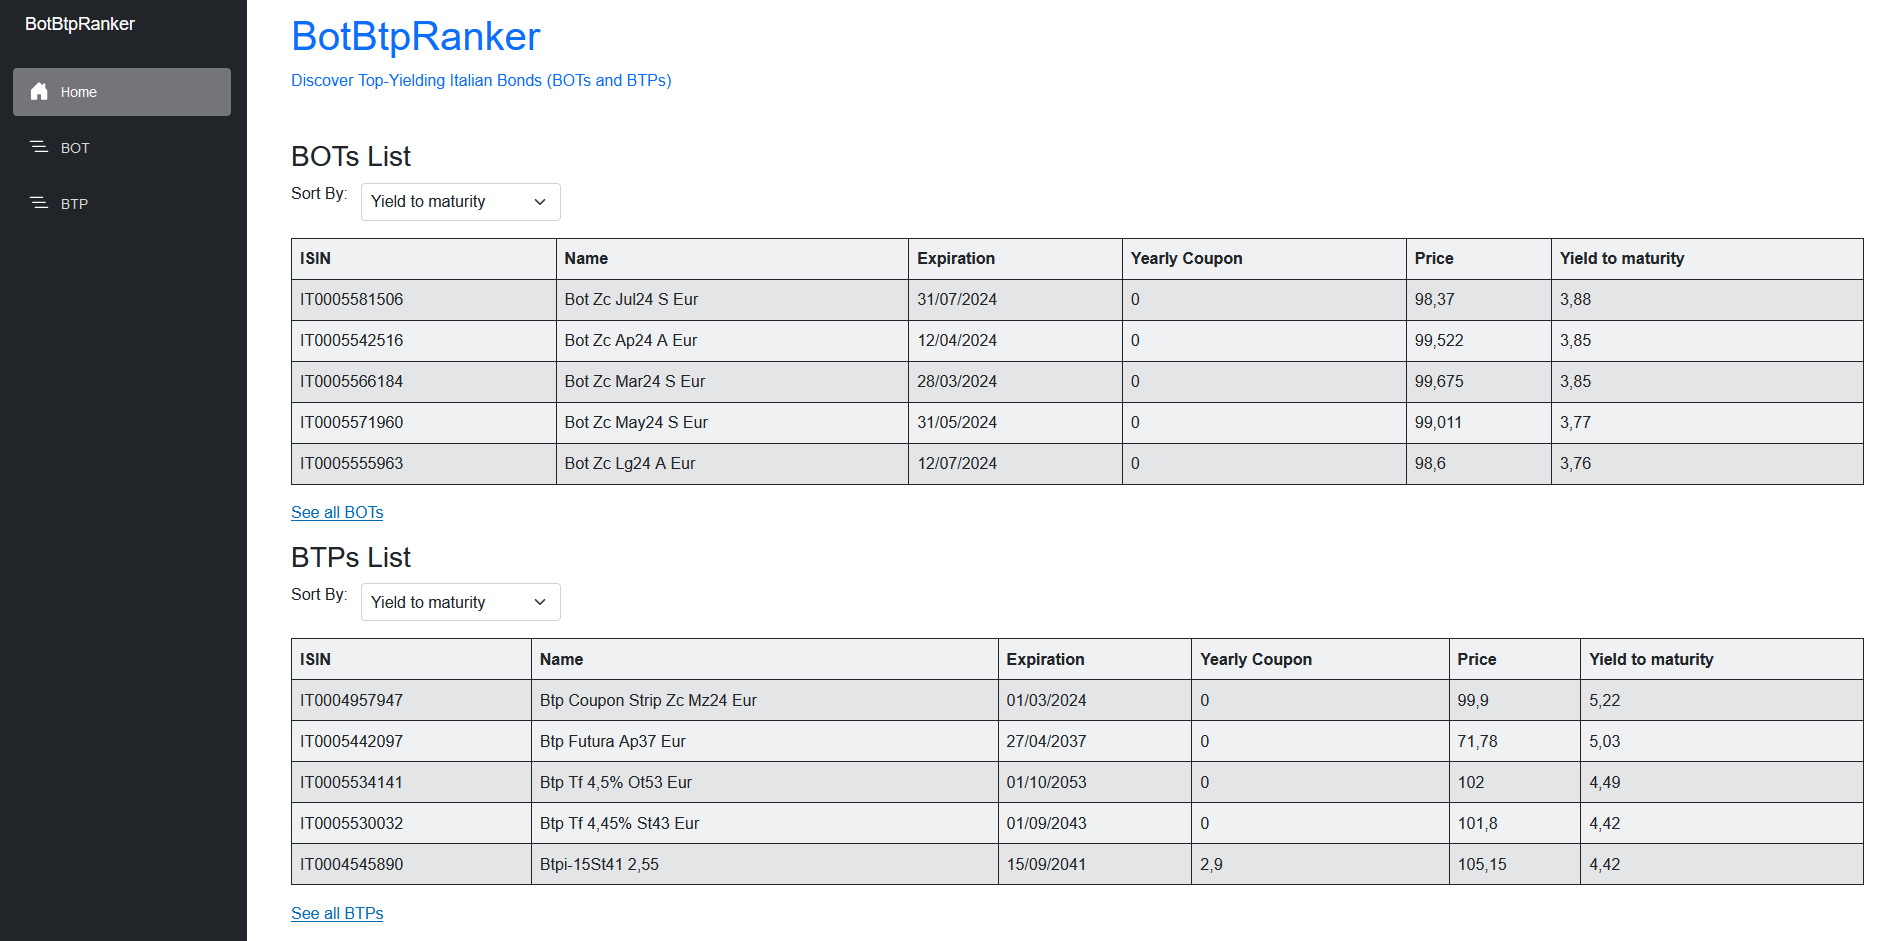 BotBtpRanker
Home
BOT
BTP
BotBtpRanker
Discover Top-Yielding Italian Bonds (BOTs and BTPs)
BOTs List
Sort By: Yield to maturity
ISIN Name Expiration Yearly Coupon Price Yield to maturity
IT0005581506 Bot Zc Jul24 S Eur 31/07/2024 0 98,37 3,88
IT0005542516 Bot Zc Ap24 A Eur 12/04/2024 0 99,522 3,85
IT0005566184 Bot Zc Mar24 S Eur 28/03/2024 0 99,675 3,85
IT0005571960 Bot Zc May24 S Eur 31/05/2024 0 99,011 3,77
IT0005555963 Bot Zc Lg24 A Eur 12/07/2024 0 98,6 3,76
See all BOTs
BTPs List
Sort By: Yield to maturity
ISIN Name Expiration Yearly Coupon Price Yield to maturity
IT0004957947 Btp Coupon Strip Zc Mz24 Eur 01/03/2024 0 99,9 5,22
IT0005442097 Btp Futura Ap37 Eur 27/04/2037 0 71,78 5,03
IT0005534141 Btp Tf 4,5% Ot53 Eur 01/10/2053 0 102 4,49
IT0005530032 Btp Tf 4,45% St43 Eur 01/09/2043 0 101,8 4,42
IT0004545890 Btpi-15St41 2,55 15/09/2041 2,9 105,15 4,42
See all BTPs